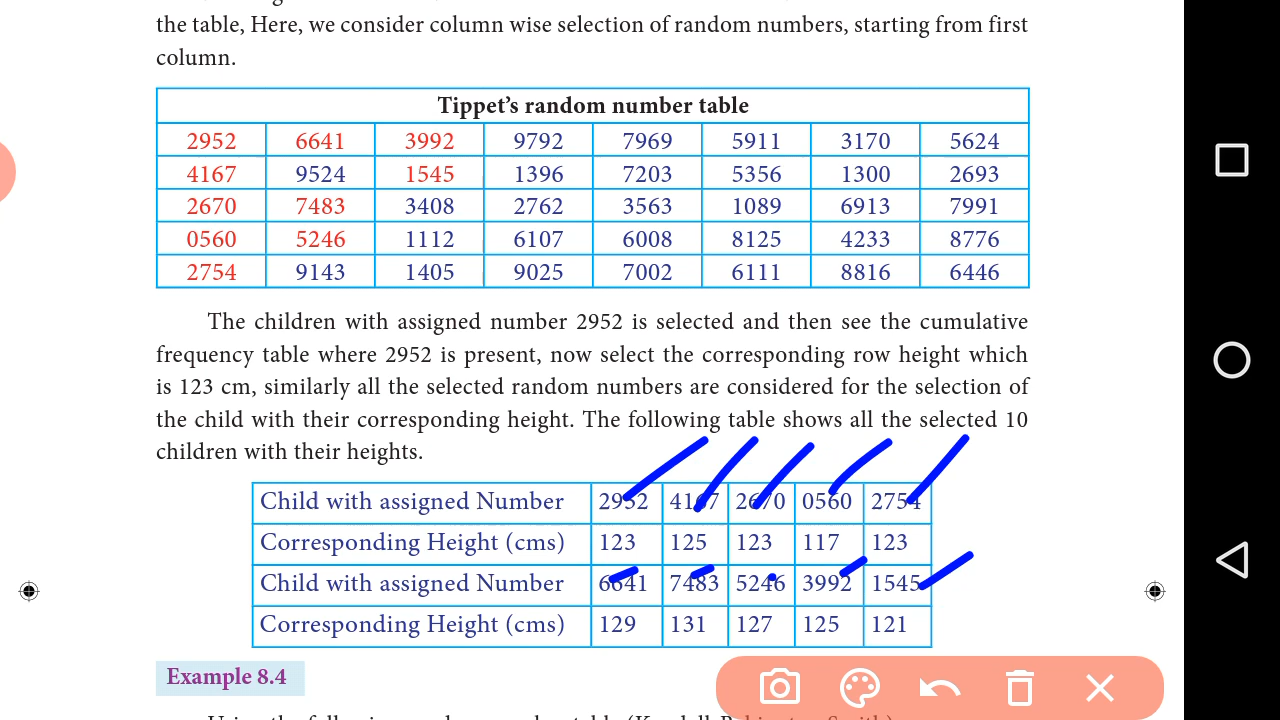 the table, Here, we consider column wise selection of random numbers, starting from first
column.
Tippet's random number table
2952 6641 3992 9792 7969 5911 3170 5624
4167 9524 1545 1396 7203 5356 1300 2693
2670 7483 3408 2762 3563 1089 6913 7991
0560 5246 1112 6107 6008 8125 4233 8776
2754 9143 1405 9025 7002 6111 8816 6446
The children with assigned number 2952 is selected and then see the cumulative
frequency table where 2952 is present, now select the corresponding row height which
is 123 cm, similarly all the selected random numbers are considered for the selection of
the child with their corresponding height. The following table shows all the selected 10
children with their heights.
Child with assigned Number 2952 4167 2670 0560 2754
Corresponding Height (cms) 123 125 123 117 123
Child with assigned Number 6641 7483 5246 3992 1545
Corresponding Height (cms) 129 131 127 125 121
Example 8.4